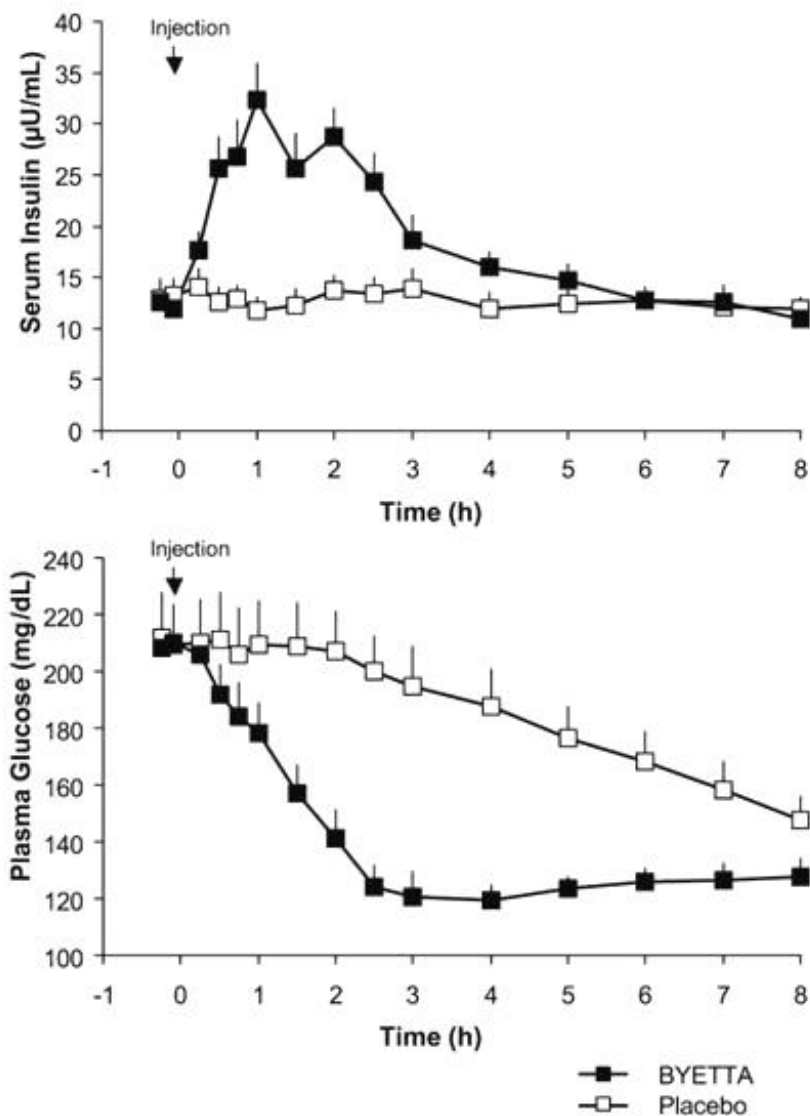 Injection
Serum Insulin (µU/mL)
40
35
30
25
20
15
10
5
0
-1 0 1 2 3 4 5 6 7 8
Time (h)
Injection
Plasma Glucose (mg/dL)
240
220
200
180
160
140
120
100
-1 0 1 2 3 4 5 6 7 8
Time (h)
BYETTA
Placebo